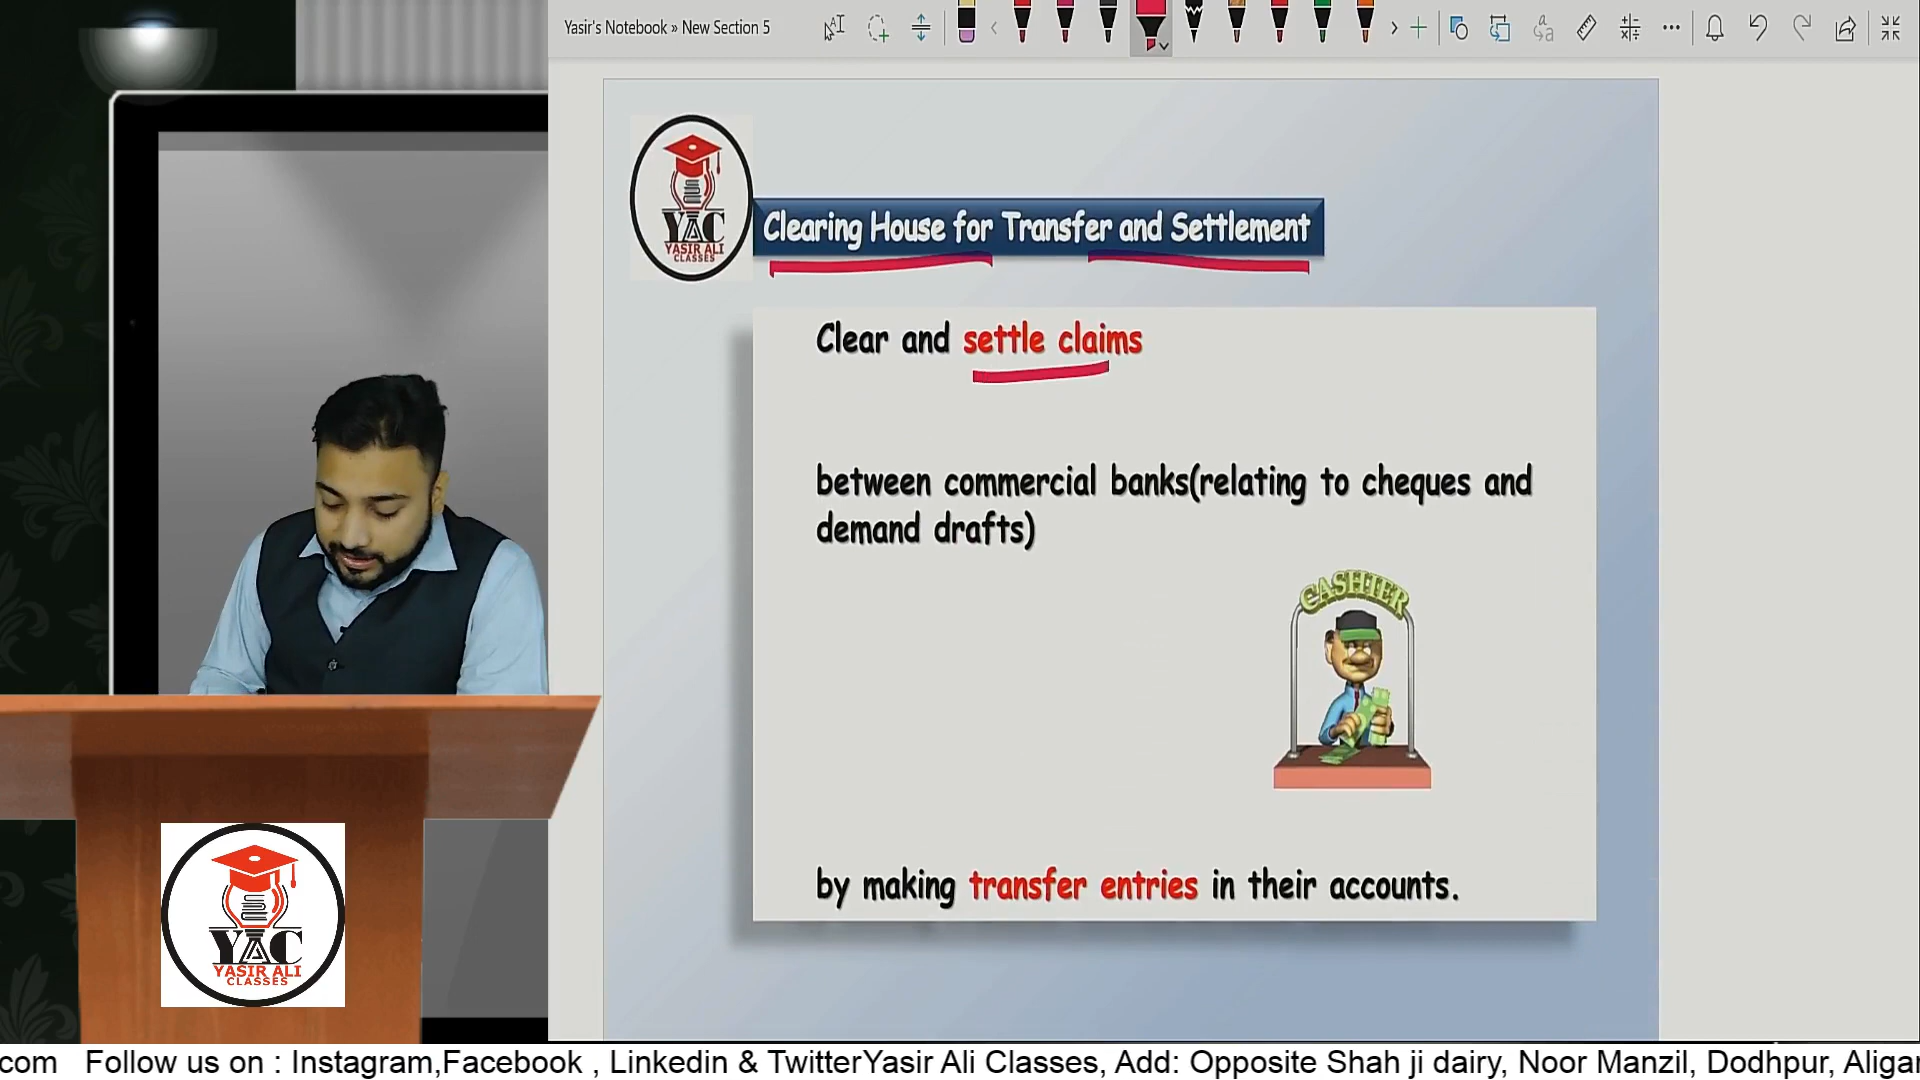 Yasir's Notebook » New Section 5
YAC
YASIR ALI
CLASSES
Clearing House for Transfer and Settlement
Clear and settle claims
between commercial banks(relating to cheques and
demand drafts)
CASHIER
by making transfer entries in their accounts.
YAC
YASIR ALI
CLASSES
.com Follow us on : Instagram,Facebook , Linkedin & TwitterYasir Ali Classes, Add: Opposite Shah ji dairy, Noor Manzil, Dodhpur, Aligar